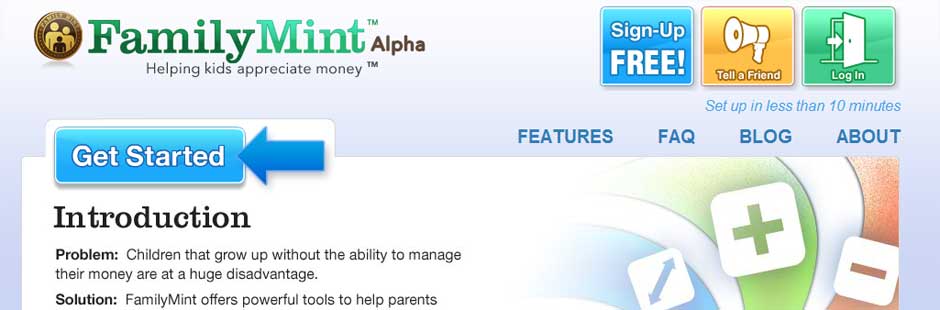 FamilyMint™ Alpha
Helping kids appreciate money ™
Sign-Up
FREE!
Tell a Friend
Log In
Set up in less than 10 minutes
Get Started
FEATURES FAQ BLOG ABOUT
Introduction
Problem: Children that grow up without the ability to manage
their money are at a huge disadvantage.
Solution: FamilyMint offers powerful tools to help parents